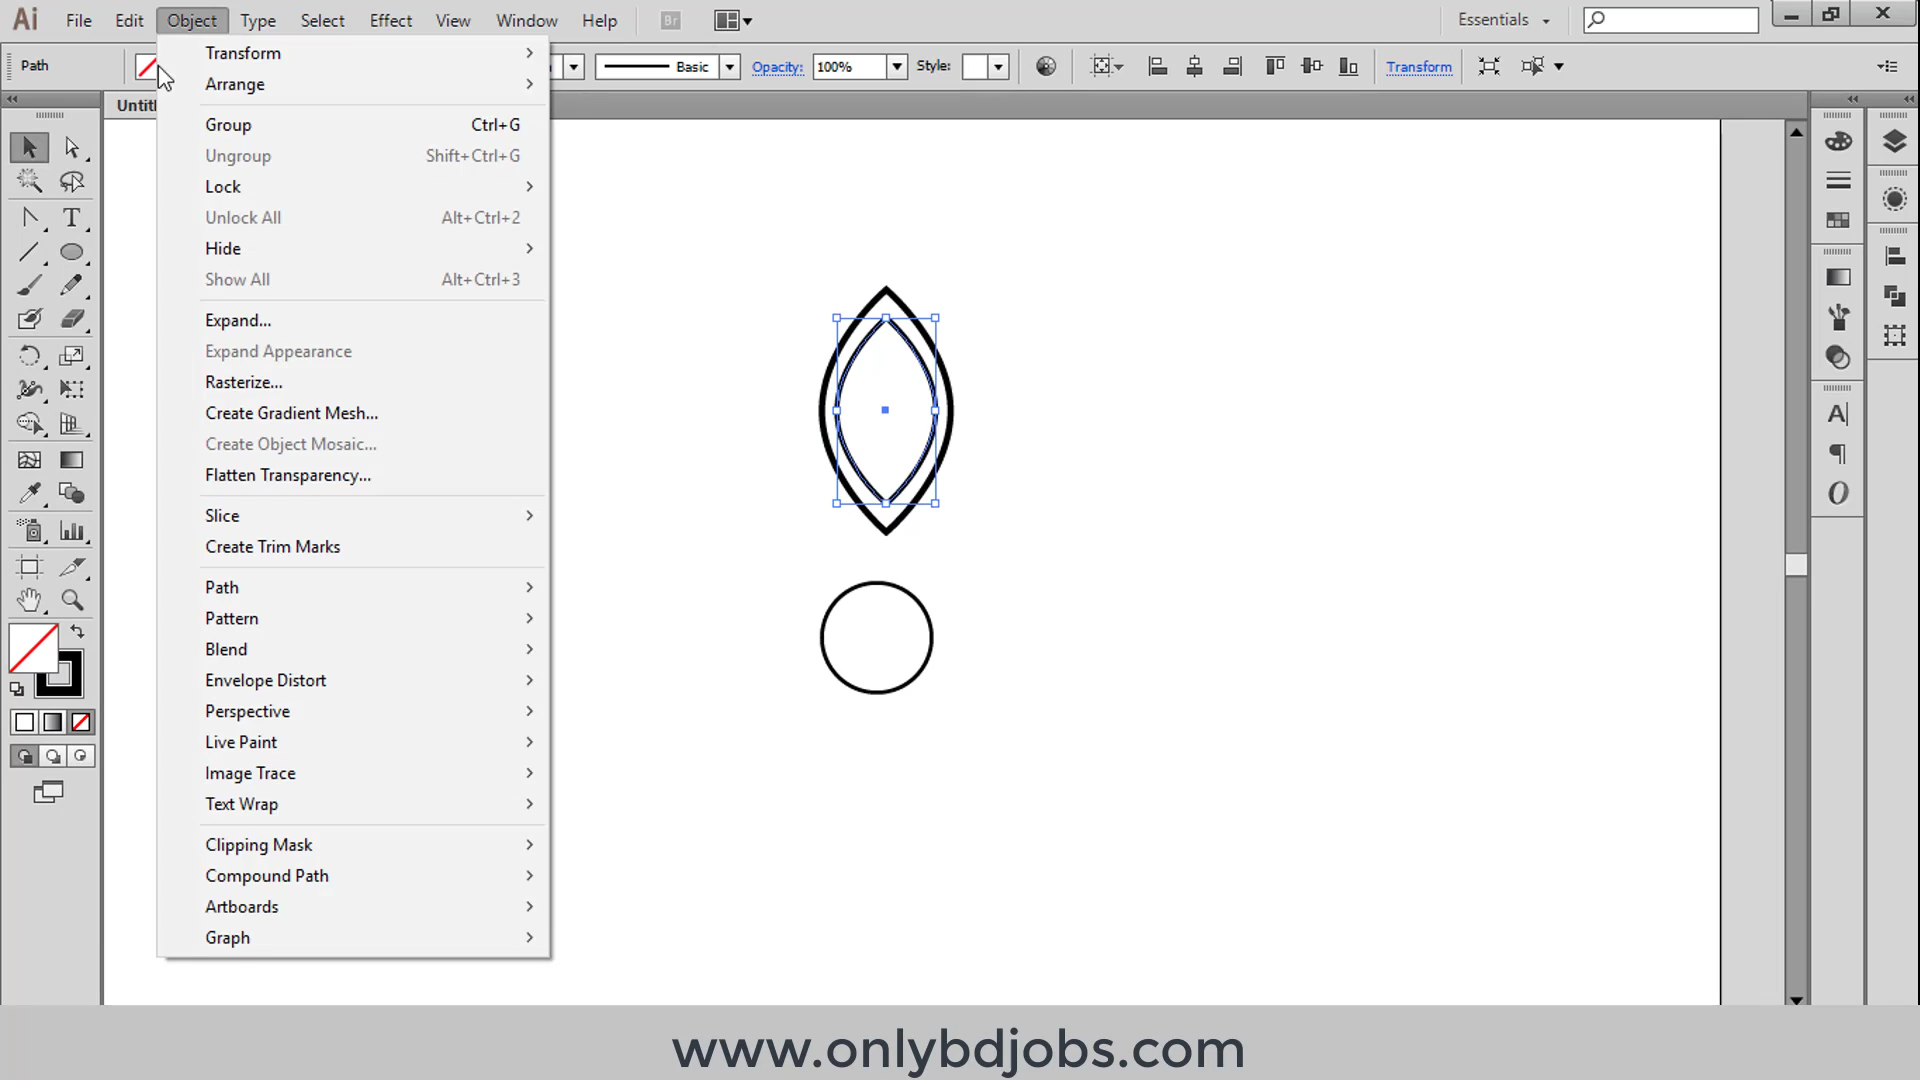 Ai File Edit Object Type Select Effect View Window Help Br Essentials
Path Basic Opacity: 100% Style: Transform
Transform
Arrange
Group Ctrl+G
Ungroup Shift+Ctrl+G
Lock
Unlock All Alt+Ctrl+2
Hide
Show All Alt+Ctrl+3
Expand...
Expand Appearance
Rasterize...
Create Gradient Mesh...
Create Object Mosaic...
Flatten Transparency...
Slice
Create Trim Marks
Path
Pattern
Blend
Envelope Distort
Perspective
Live Paint
Image Trace
Text Wrap
Clipping Mask
Compound Path
Artboards
Graph
www.onlybdjobs.com